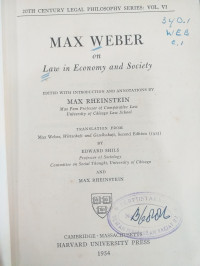 20TH CENTURY LEGAL PHILOSOPHY SERIES: VOL. VI
MAX WEBER
on
Law in Economy and Society
EDITED WITH INTRODUCTION AND ANNOTATIONS BY
MAX RHEINSTEIN
Max Pam Professor of Comparative Law
University of Chicago Law School
TRANSLATION FROM
Max Weber, Wirtschaft und Gesellschaft, Second Edition (1925)
BY
EDWARD SHILS
Professor of Sociology
Committee on Social Thought, University of Chicago
AND
MAX RHEINSTEIN
CAMBRIDGE · MASSACHUSETTS
HARVARD UNIVERSITY PRESS
1954
WEB